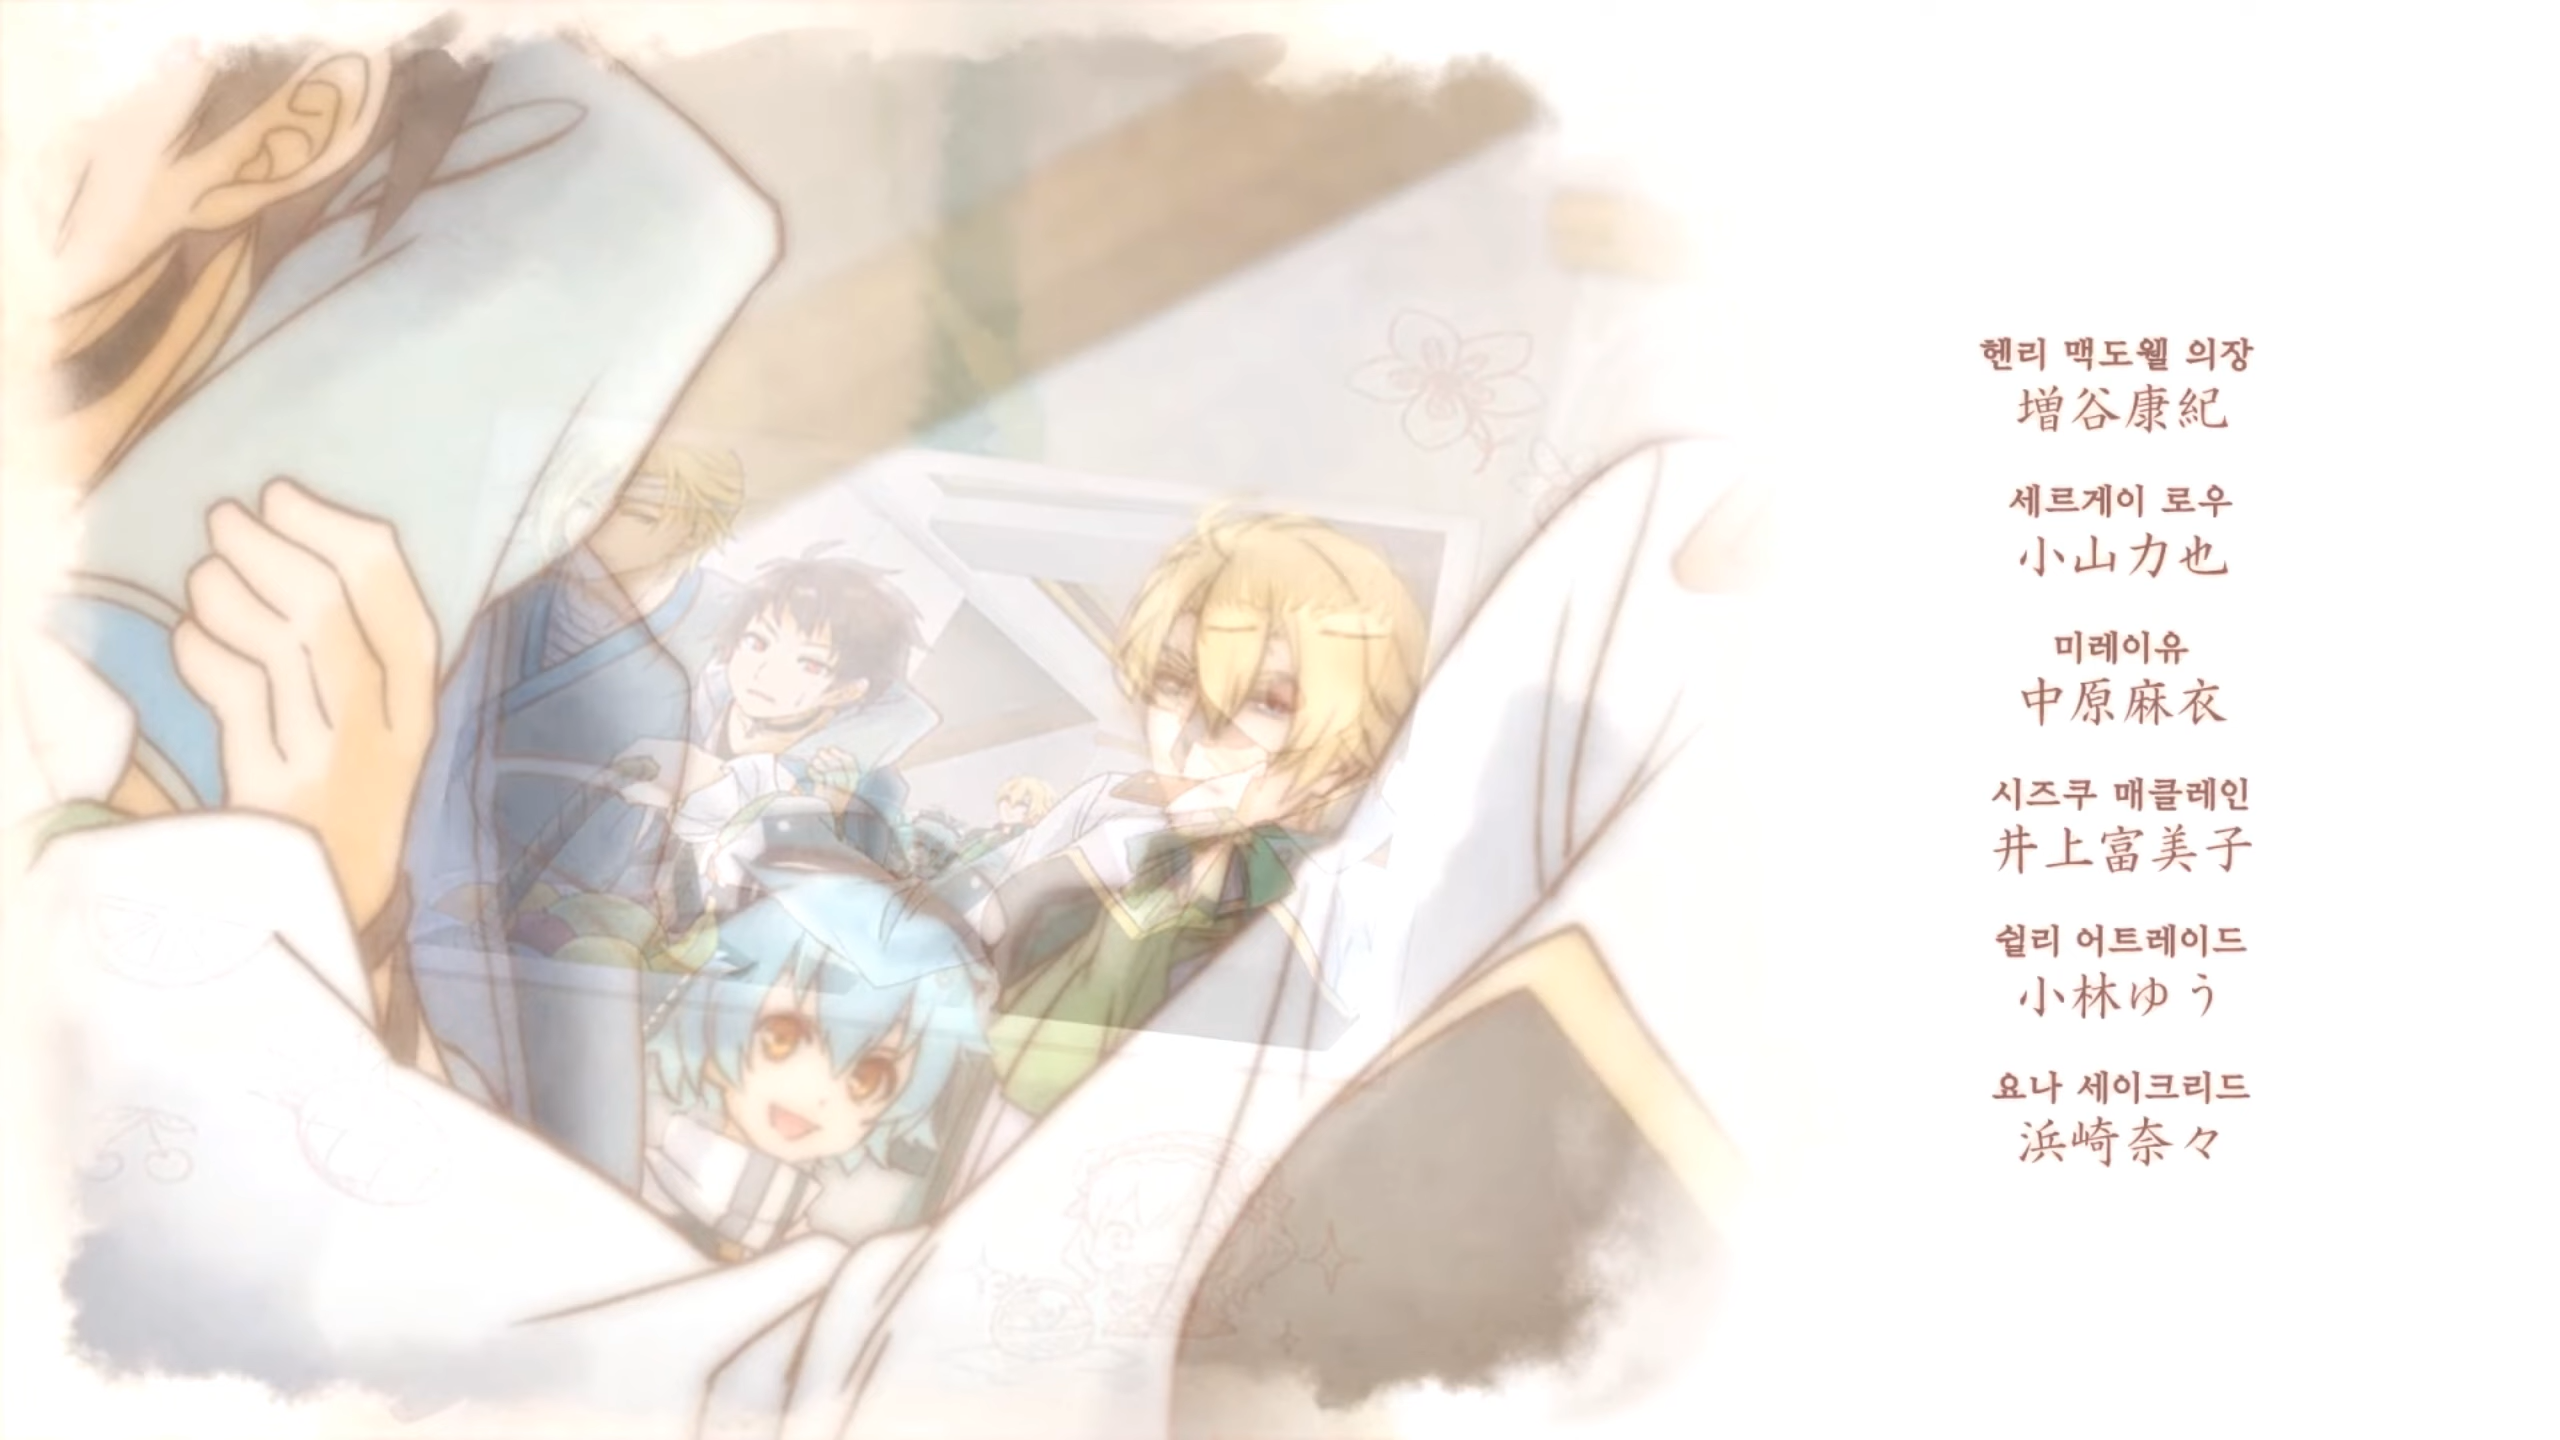 헨리 맥도웰 의장
増谷康紀
세르게이 로우
小山力也
미레이유
中原麻衣
시즈쿠 매클레인
井上富美子
쉴리 어트레이드
小林ゆう
요나 세이크리드
浜崎奈々